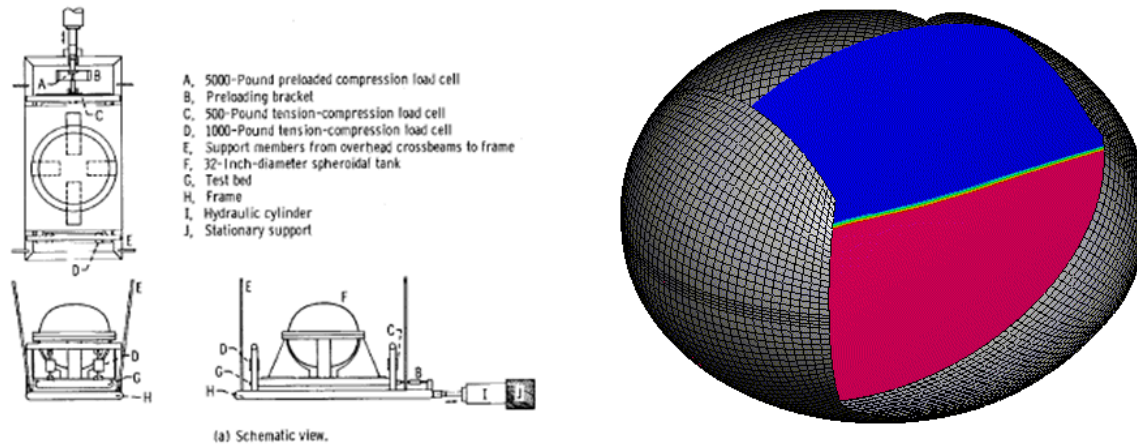 A
B
C
E
D
A, 5000-Pound preloaded compression load cell
B, Preloading bracket
C, 500-Pound tension-compression load cell
D, 1000-Pound tension-compression load cell
E, Support members from overhead crossbeams to frame
F, 32-Inch-diameter spheroidal tank
G, Test bed
H, Frame
I, Hydraulic cylinder
J, Stationary support
E
D
G
H
E
F
C
D
G
B
H
I
J
(a) Schematic view.